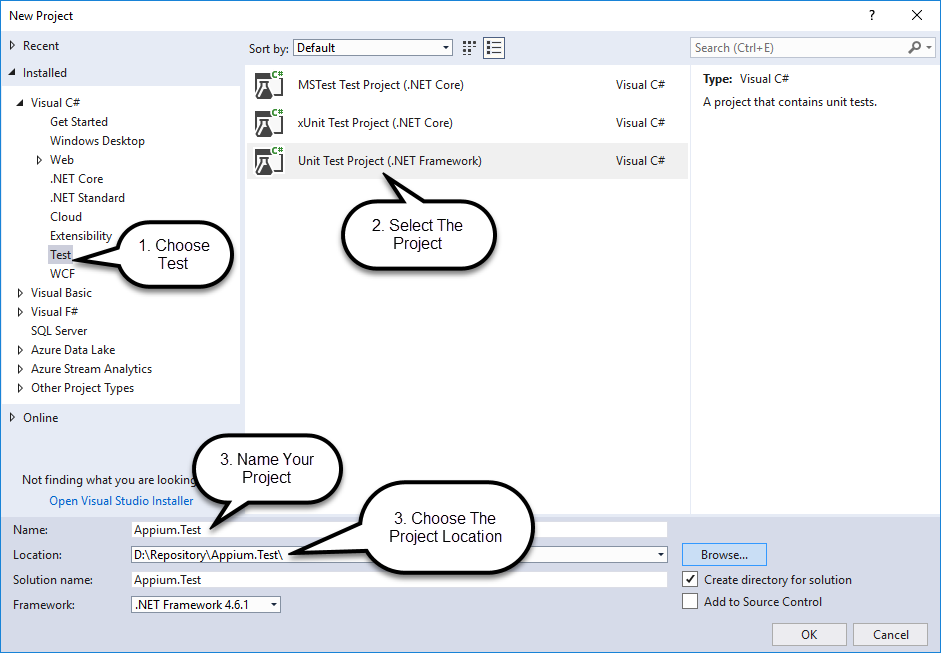 New Project
?
Recent
Sort by:
Default
Search (Ctrl+E)
Installed
Visual C#
Get Started
Windows Desktop
Web
.NET Core
.NET Standard
Cloud
Extensibility
Test
WCF
Visual Basic
Visual F#
SQL Server
Azure Data Lake
Azure Stream Analytics
Other Project Types
Online
Not finding what you are looking
Open Visual Studio Installer
C#
MSTest Test Project (.NET Core)
Visual C#
C#
xUnit Test Project (.NET Core)
Visual C#
C#
Unit Test Project (.NET Framework)
Visual C#
Type: Visual C#
A project that contains unit tests.
1. Choose
Test
2. Select The
Project
3. Name Your
Project
3. Choose The
Project Location
Name:
Appium.Test
Location:
D:\Repository\Appium.Test\
Browse...
Solution name:
Appium.Test
Create directory for solution
Framework:
.NET Framework 4.6.1
Add to Source Control
OK
Cancel